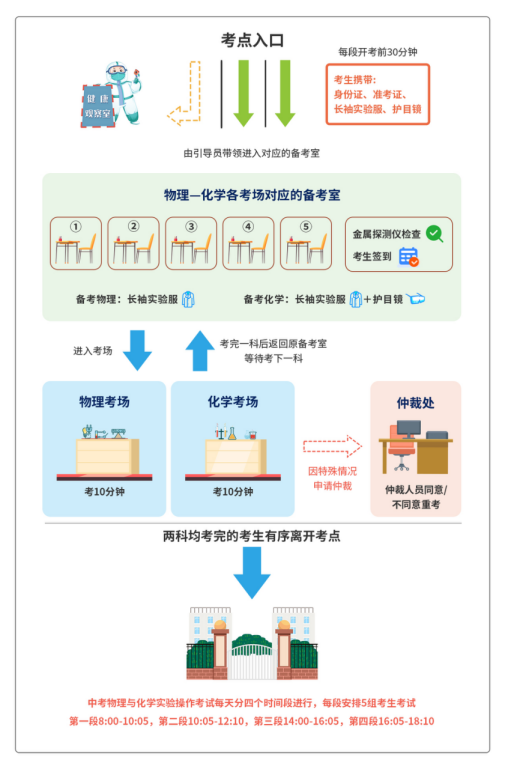 考点入口
每段开考前30分钟
考生携带:
身份证、准考证、
长袖实验服、护目镜
健 康
观察室
由引导员带领进入对应的备考室
物理—化学各考场对应的备考室
① ② ③ ④ ⑤
金属探测仪检查
考生签到
备考物理：长袖实验服
备考化学：长袖实验服+护目镜
进入考场
考完一科后返回原备考室
等待考下一科
物理考场
化学考场
仲裁处
考10分钟
考10分钟
因特殊情况
申请仲裁
仲裁人员同意/
不同意重考
两科均考完的考生有序离开考点
中考物理与化学实验操作考试每天分四个时间段进行，每段安排5组考生考试
第一段8:00-10:05，第二段10:05-12:10，第三段14:00-16:05，第四段16:05-18:10